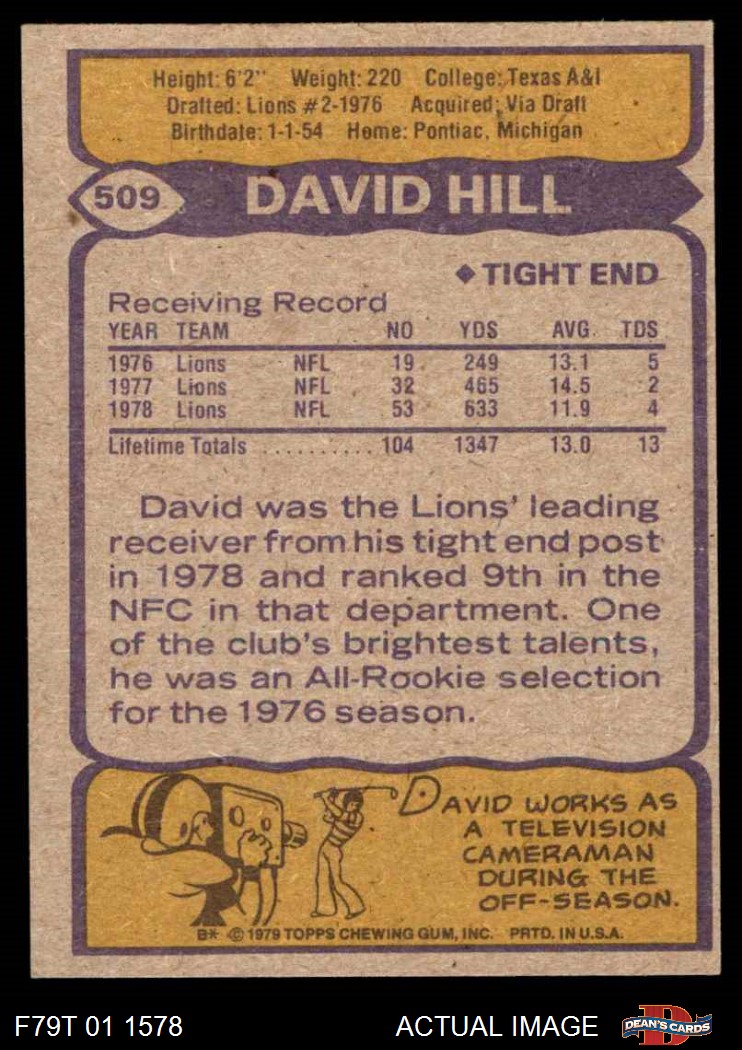 Height: 6'2" Weight: 220 College: Texas A&I
Drafted: Lions #2-1976 Acquired: Via Draft
Birthdate: 1-1-54 Home: Pontiac, Michigan
509 DAVID HILL
◆ TIGHT END
Receiving Record
YEAR TEAM NO YDS AVG. TDS
1976 Lions NFL 19 249 13.1 5
1977 Lions NFL 32 465 14.5 2
1978 Lions NFL 53 633 11.9 4
Lifetime Totals .......... 104 1347 13.0 13
David was the Lions' leading
receiver from his tight end post
in 1978 and ranked 9th in the
NFC in that department. One
of the club's brightest talents,
he was an All-Rookie selection
for the 1976 season.
DAVID WORKS AS
A TELEVISION
CAMERAMAN
DURING THE
OFF-SEASON.
B* © 1979 TOPPS CHEWING GUM, INC. PRTD. IN U.S.A.
F79T 01 1578 ACTUAL IMAGE D DEAN'S CARDS